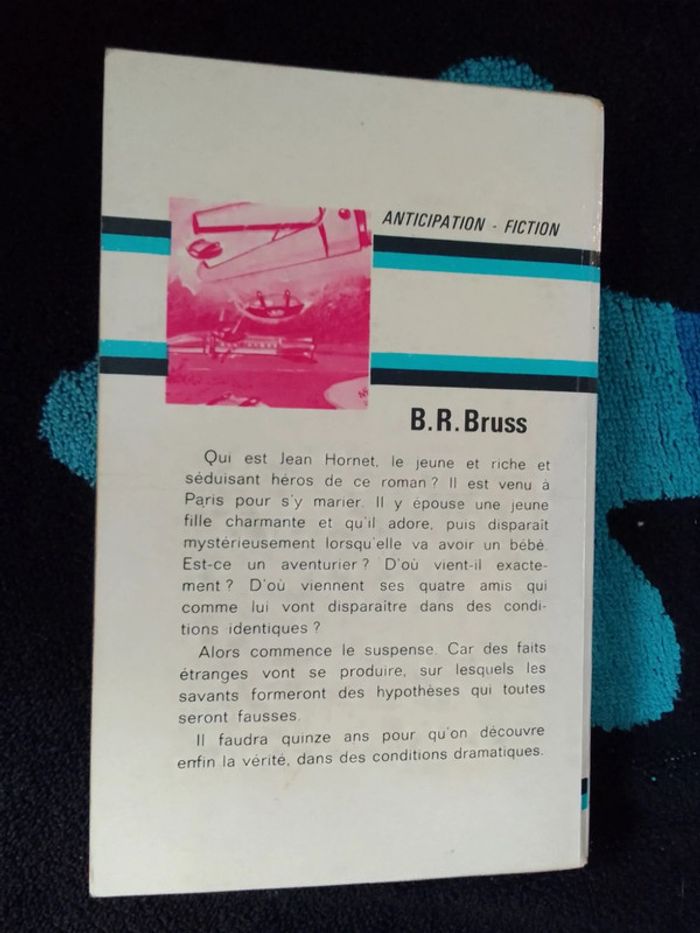 ANTICIPATION - FICTION
B.R. Bruss
Qui est Jean Hornet, le jeune et riche et
séduisant héros de ce roman ? Il est venu à
Paris pour s'y marier. Il y épouse une jeune
fille charmante et qu'il adore, puis disparaît
mystérieusement lorsqu'elle va avoir un bébé.
Est-ce un aventurier ? D'où vient-il exacte-
ment ? D'où viennent ses quatre amis qui
comme lui vont disparaître dans des condi-
tions identiques ?
Alors commence le suspense. Car des faits
étranges vont se produire, sur lesquels les
savants formeront des hypothèses qui toutes
seront fausses.
Il faudra quinze ans pour qu'on découvre
enfin la vérité, dans des conditions dramatiques.